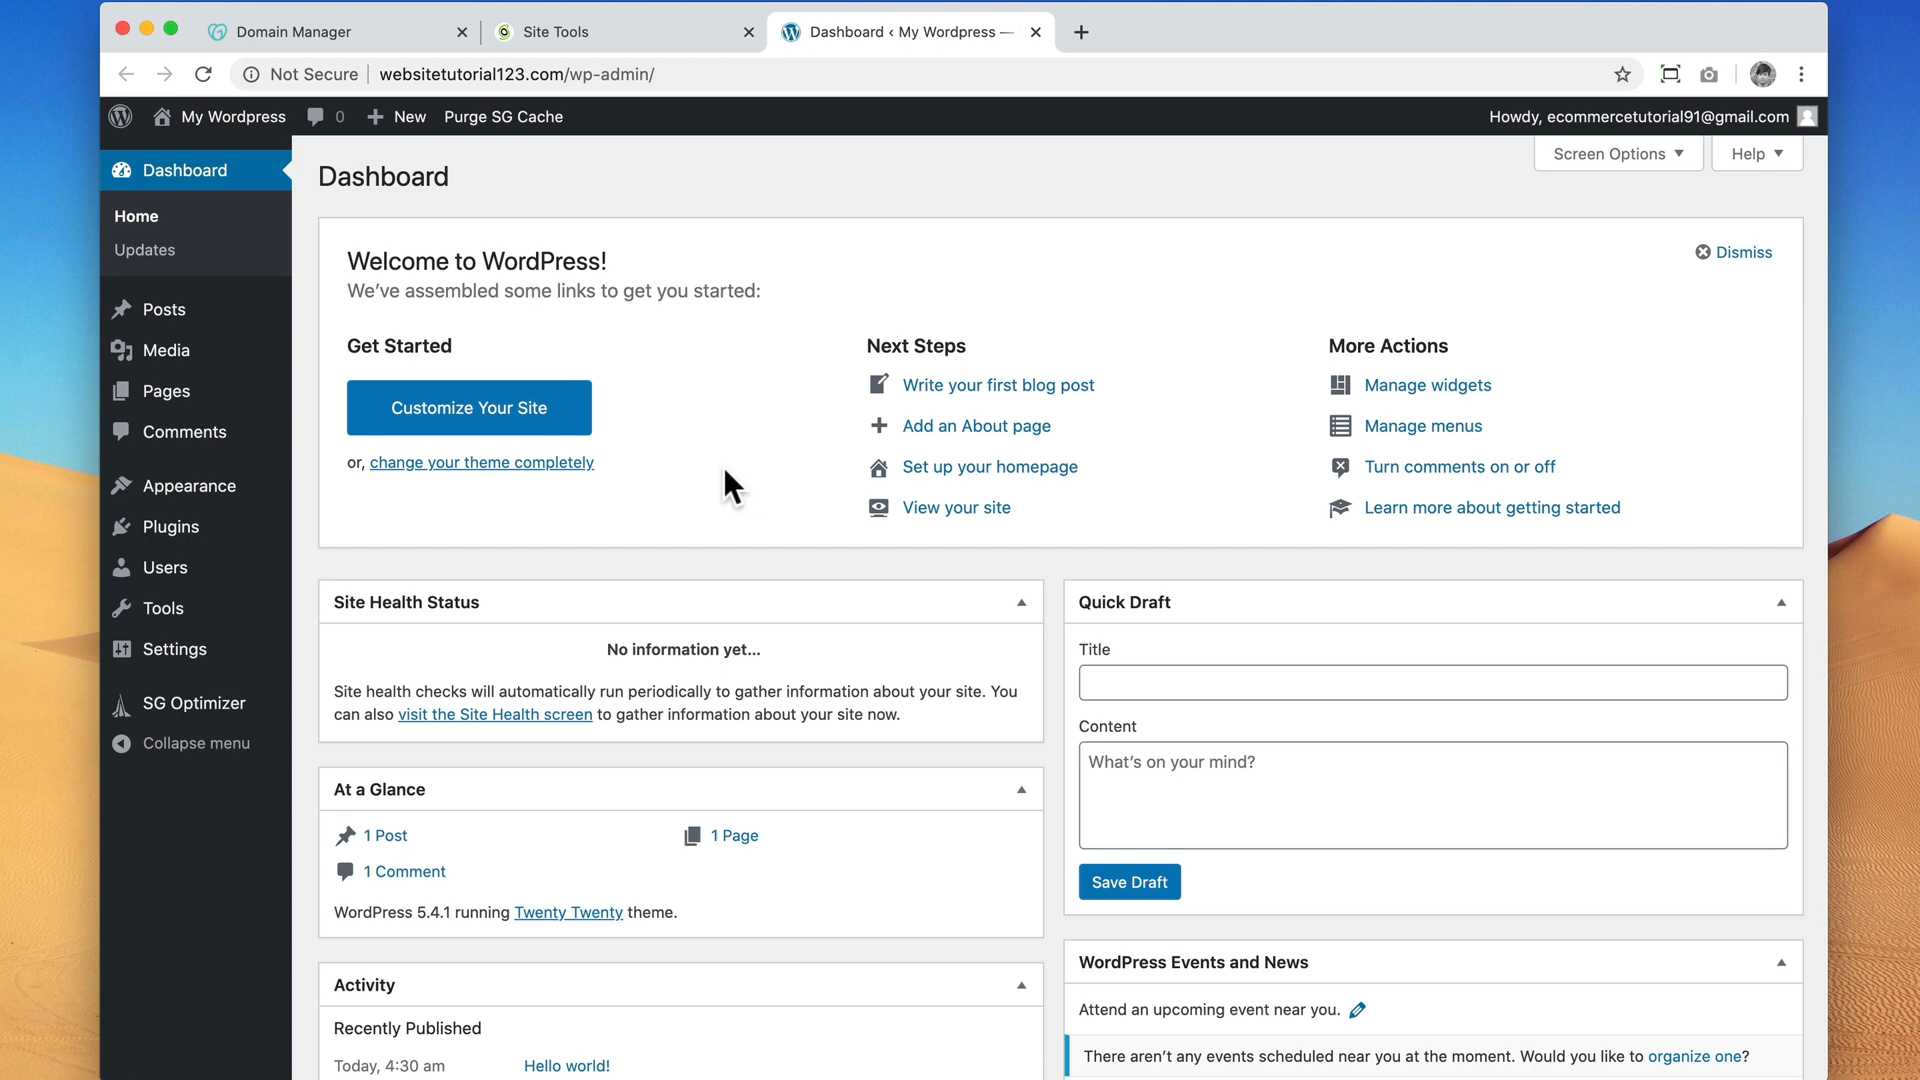 Domain Manager
Site Tools
Dashboard ‹ My Wordpress —
Not Secure
websitetutorial123.com/wp-admin/
My Wordpress
0
New
Purge SG Cache
Howdy, ecommercetutorial91@gmail.com
Dashboard
Home
Updates
Posts
Media
Pages
Comments
Appearance
Plugins
Users
Tools
Settings
SG Optimizer
Collapse menu
Screen Options
Help
Dashboard
Welcome to WordPress!
We've assembled some links to get you started:
Dismiss
Get Started
Customize Your Site
or, change your theme completely
Next Steps
Write your first blog post
Add an About page
Set up your homepage
View your site
More Actions
Manage widgets
Manage menus
Turn comments on or off
Learn more about getting started
Site Health Status
No information yet...
Site health checks will automatically run periodically to gather information about your site. You
can also visit the Site Health screen to gather information about your site now.
At a Glance
1 Post
1 Page
1 Comment
WordPress 5.4.1 running Twenty Twenty theme.
Activity
Recently Published
Today, 4:30 am
Hello world!
Quick Draft
Title
Content
What's on your mind?
Save Draft
WordPress Events and News
Attend an upcoming event near you.
There aren't any events scheduled near you at the moment. Would you like to organize one?